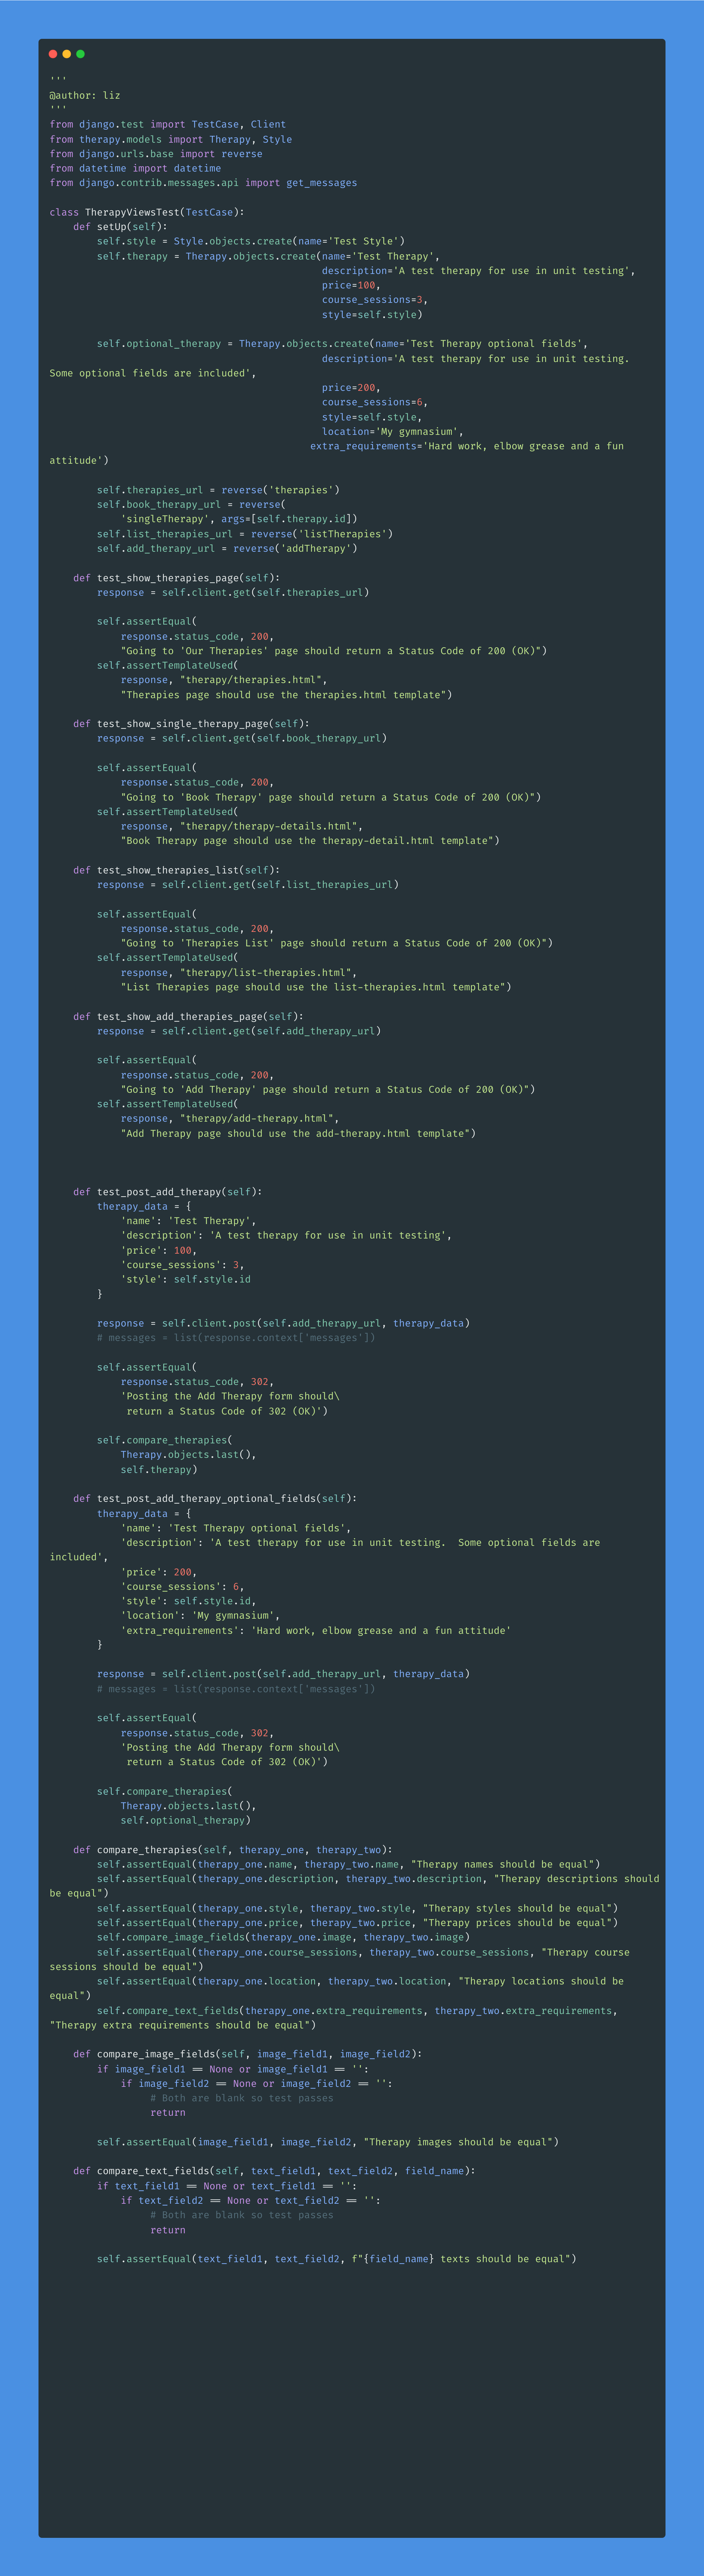 '''
@author: liz
'''
from django.test import TestCase, Client
from therapy.models import Therapy, Style
from django.urls.base import reverse
from datetime import datetime
from django.contrib.messages.api import get_messages

class TherapyViewsTest(TestCase):
    def setUp(self):
        self.style = Style.objects.create(name='Test Style')
        self.therapy = Therapy.objects.create(name='Test Therapy',
                                              description='A test therapy for use in unit testing',
                                              price=100,
                                              course_sessions=3,
                                              style=self.style)

        self.optional_therapy = Therapy.objects.create(name='Test Therapy optional fields',
                                              description='A test therapy for use in unit testing.
Some optional fields are included',
                                              price=200,
                                              course_sessions=6,
                                              style=self.style,
                                              location='My gymnasium',
                                            extra_requirements='Hard work, elbow grease and a fun
attitude')

        self.therapies_url = reverse('therapies')
        self.book_therapy_url = reverse(
            'singleTherapy', args=[self.therapy.id])
        self.list_therapies_url = reverse('listTherapies')
        self.add_therapy_url = reverse('addTherapy')

    def test_show_therapies_page(self):
        response = self.client.get(self.therapies_url)

        self.assertEqual(
            response.status_code, 200,
            "Going to 'Our Therapies' page should return a Status Code of 200 (OK)")
        self.assertTemplateUsed(
            response, "therapy/therapies.html",
            "Therapies page should use the therapies.html template")

    def test_show_single_therapy_page(self):
        response = self.client.get(self.book_therapy_url)

        self.assertEqual(
            response.status_code, 200,
            "Going to 'Book Therapy' page should return a Status Code of 200 (OK)")
        self.assertTemplateUsed(
            response, "therapy/therapy-details.html",
            "Book Therapy page should use the therapy-detail.html template")

    def test_show_therapies_list(self):
        response = self.client.get(self.list_therapies_url)

        self.assertEqual(
            response.status_code, 200,
            "Going to 'Therapies List' page should return a Status Code of 200 (OK)")
        self.assertTemplateUsed(
            response, "therapy/list-therapies.html",
            "List Therapies page should use the list-therapies.html template")

    def test_show_add_therapies_page(self):
        response = self.client.get(self.add_therapy_url)

        self.assertEqual(
            response.status_code, 200,
            "Going to 'Add Therapy' page should return a Status Code of 200 (OK)")
        self.assertTemplateUsed(
            response, "therapy/add-therapy.html",
            "Add Therapy page should use the add-therapy.html template")

    def test_post_add_therapy(self):
        therapy_data = {
            'name': 'Test Therapy',
            'description': 'A test therapy for use in unit testing',
            'price': 100,
            'course_sessions': 3,
            'style': self.style.id
        }

        response = self.client.post(self.add_therapy_url, therapy_data)
        # messages = list(response.context['messages'])

        self.assertEqual(
            response.status_code, 302,
            'Posting the Add Therapy form should\
             return a Status Code of 302 (OK)')

        self.compare_therapies(
            Therapy.objects.last(),
            self.therapy)

    def test_post_add_therapy_optional_fields(self):
        therapy_data = {
            'name': 'Test Therapy optional fields',
            'description': 'A test therapy for use in unit testing.  Some optional fields are
included',
            'price': 200,
            'course_sessions': 6,
            'style': self.style.id,
            'location': 'My gymnasium',
            'extra_requirements': 'Hard work, elbow grease and a fun attitude'
        }

        response = self.client.post(self.add_therapy_url, therapy_data)
        # messages = list(response.context['messages'])

        self.assertEqual(
            response.status_code, 302,
            'Posting the Add Therapy form should\
             return a Status Code of 302 (OK)')

        self.compare_therapies(
            Therapy.objects.last(),
            self.optional_therapy)

    def compare_therapies(self, therapy_one, therapy_two):
        self.assertEqual(therapy_one.name, therapy_two.name, "Therapy names should be equal")
        self.assertEqual(therapy_one.description, therapy_two.description, "Therapy descriptions should
be equal")
        self.assertEqual(therapy_one.style, therapy_two.style, "Therapy styles should be equal")
        self.assertEqual(therapy_one.price, therapy_two.price, "Therapy prices should be equal")
        self.compare_image_fields(therapy_one.image, therapy_two.image)
        self.assertEqual(therapy_one.course_sessions, therapy_two.course_sessions, "Therapy course
sessions should be equal")
        self.assertEqual(therapy_one.location, therapy_two.location, "Therapy locations should be
equal")
        self.compare_text_fields(therapy_one.extra_requirements, therapy_two.extra_requirements,
"Therapy extra requirements should be equal")

    def compare_image_fields(self, image_field1, image_field2):
        if image_field1 == None or image_field1 == '':
            if image_field2 == None or image_field2 == '':
                 # Both are blank so test passes
                 return

        self.assertEqual(image_field1, image_field2, "Therapy images should be equal")

    def compare_text_fields(self, text_field1, text_field2, field_name):
        if text_field1 == None or text_field1 == '':
            if text_field2 == None or text_field2 == '':
                 # Both are blank so test passes
                 return

        self.assertEqual(text_field1, text_field2, f"{field_name} texts should be equal")